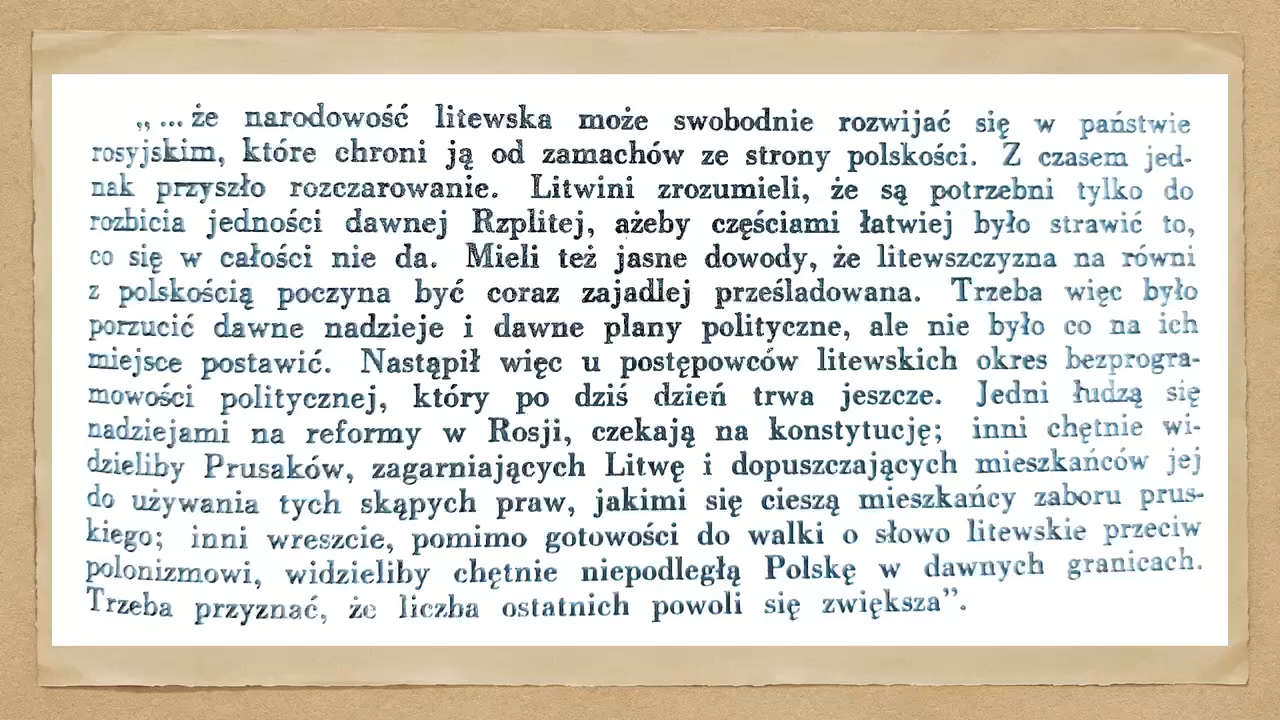 „ ... że narodowość litewska może swobodnie rozwijać się w państwie
rosyjskim, które chroni ją od zamachów ze strony polskości. Z czasem jed-
nak przyszło rozczarowanie. Litwini zrozumieli, że są potrzebni tylko do
rozbicia jedności dawnej Rzplitej, ażeby częściami łatwiej było strawić to,
co się w całości nie da. Mieli też jasne dowody, że litewszczyzna na równi
z polskością poczyna być coraz zajadlej prześladowana. Trzeba więc było
porzucić dawne nadzieje i dawne plany polityczne, ale nie było co na ich
miejsce postawić. Nastąpił więc u postępowców litewskich okres bezprogra-
mowości politycznej, który po dziś dzień trwa jeszcze. Jedni łudzą się
nadziejami na reformy w Rosji, czekają na konstytucję; inni chętnie wi-
dzieliby Prusaków, zagarniających Litwę i dopuszczających mieszkańców jej
do używania tych skąpych praw, jakimi się cieszą mieszkańcy zaboru prus-
kiego; inni wreszcie, pomimo gotowości do walki o słowo litewskie przeciw
polonizmowi, widzieliby chętnie niepodległą Polskę w dawnych granicach.
Trzeba przyznać, że liczba ostatnich powoli się zwiększa”.